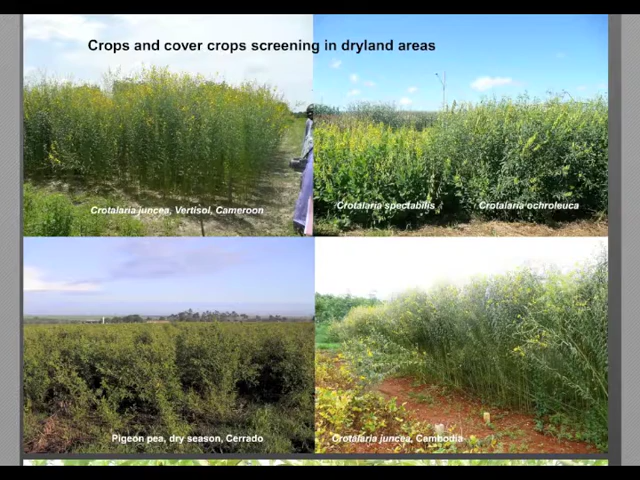 Crops and cover crops screening in dryland areas
Crotalaria juncea, Vertisol, Cameroon
Crotalaria spectabilis
Crotalaria ochroleuca
Pigeon pea, dry season, Cerrado
Crotalaria juncea, Cambodia